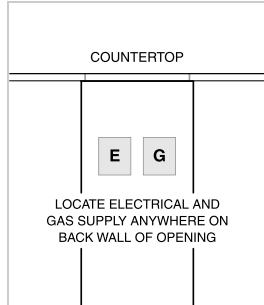 COUNTERTOP
E G
LOCATE ELECTRICAL AND
GAS SUPPLY ANYWHERE ON
BACK WALL OF OPENING